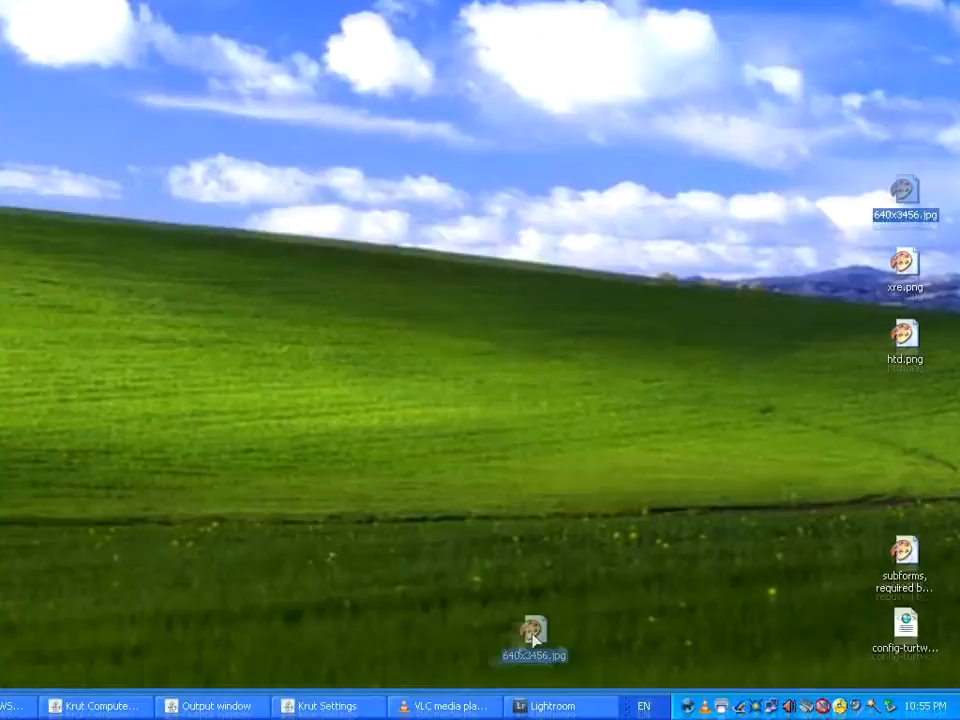 640x3456.jpg
xre.png
htd.png
subforms,
required b...
config-turtw...
640x3456.jpg
WS...
Krut Compute...
Output window
Krut Settings
VLC media pla...
Lightroom
EN
10:55 PM